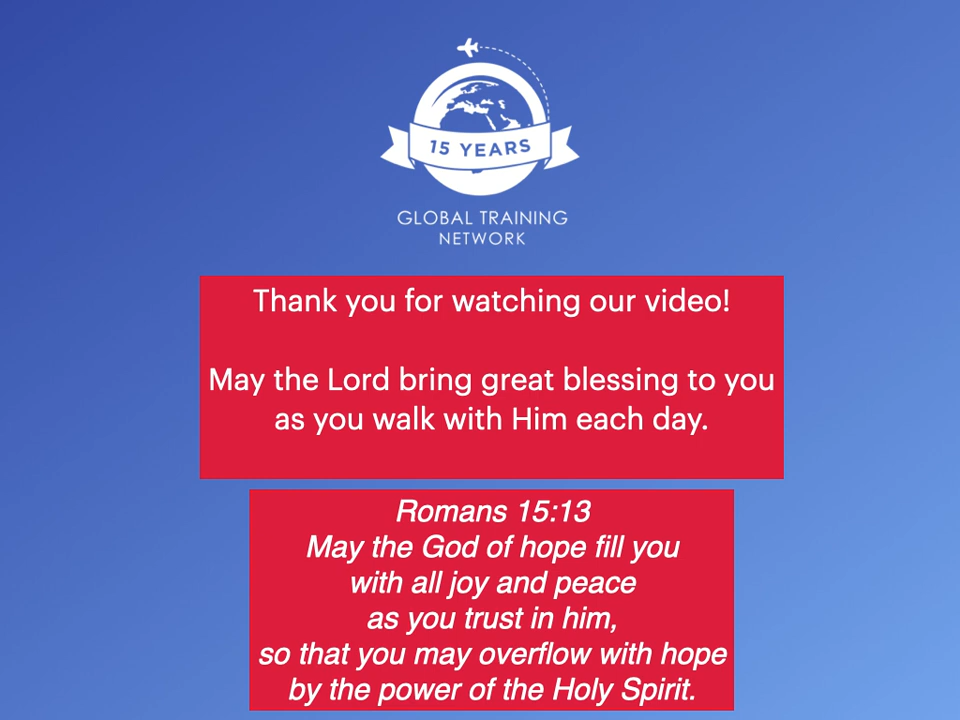 15 YEARS
GLOBAL TRAINING
NETWORK
Thank you for watching our video!
May the Lord bring great blessing to you
as you walk with Him each day.
Romans 15:13
May the God of hope fill you
with all joy and peace
as you trust in him,
so that you may overflow with hope
by the power of the Holy Spirit.